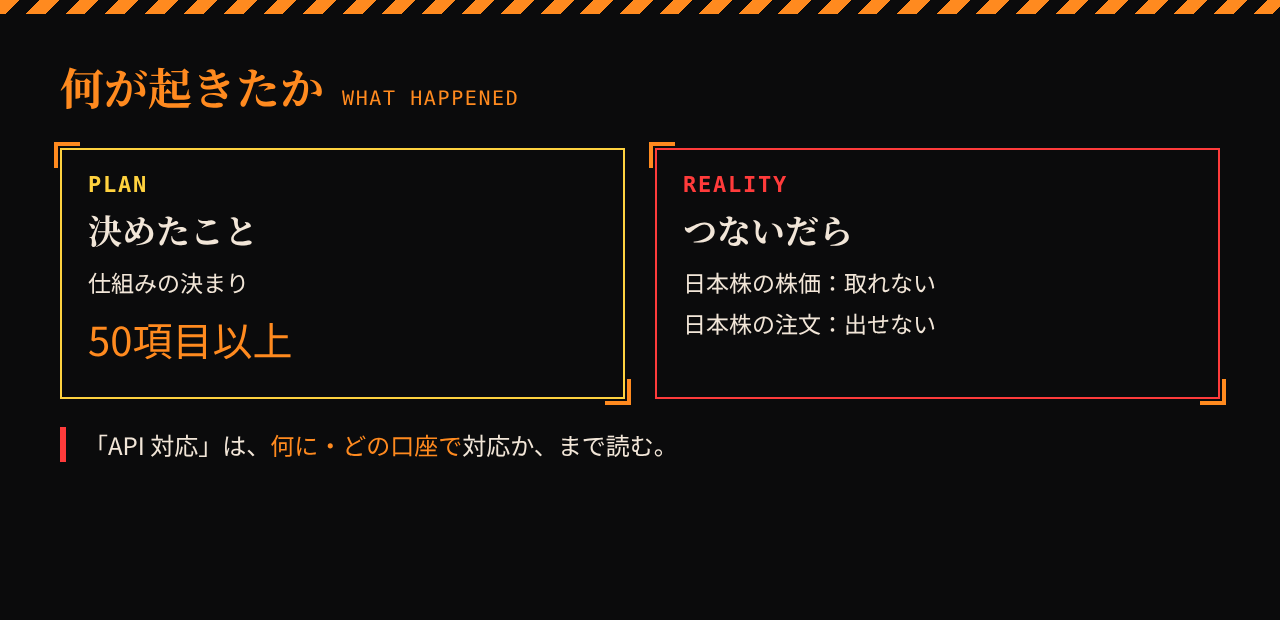 何が起きたか WHAT HAPPENED
PLAN
決めたこと
仕組みの決まり
50項目以上
REALITY
つないだら
日本株の株価：取れない
日本株の注文：出せない
「API 対応」は、何に・どの口座で対応か、まで読む。